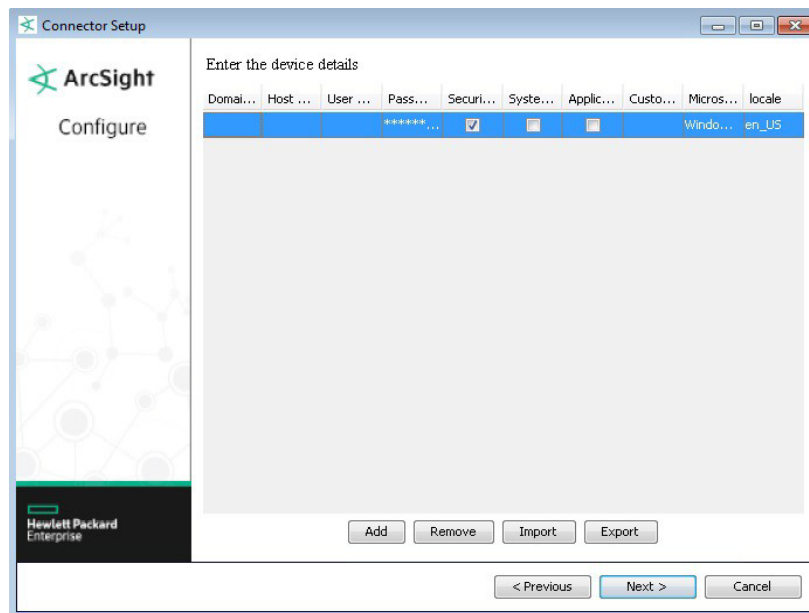 Connector Setup
ArcSight
Configure
Enter the device details
Domai... Host ... User ... Pass... Securi... Syste... Applic... Custo... Micros... locale
******... Windo... en_US
Hewlett Packard
Enterprise
Add Remove Import Export
< Previous Next > Cancel